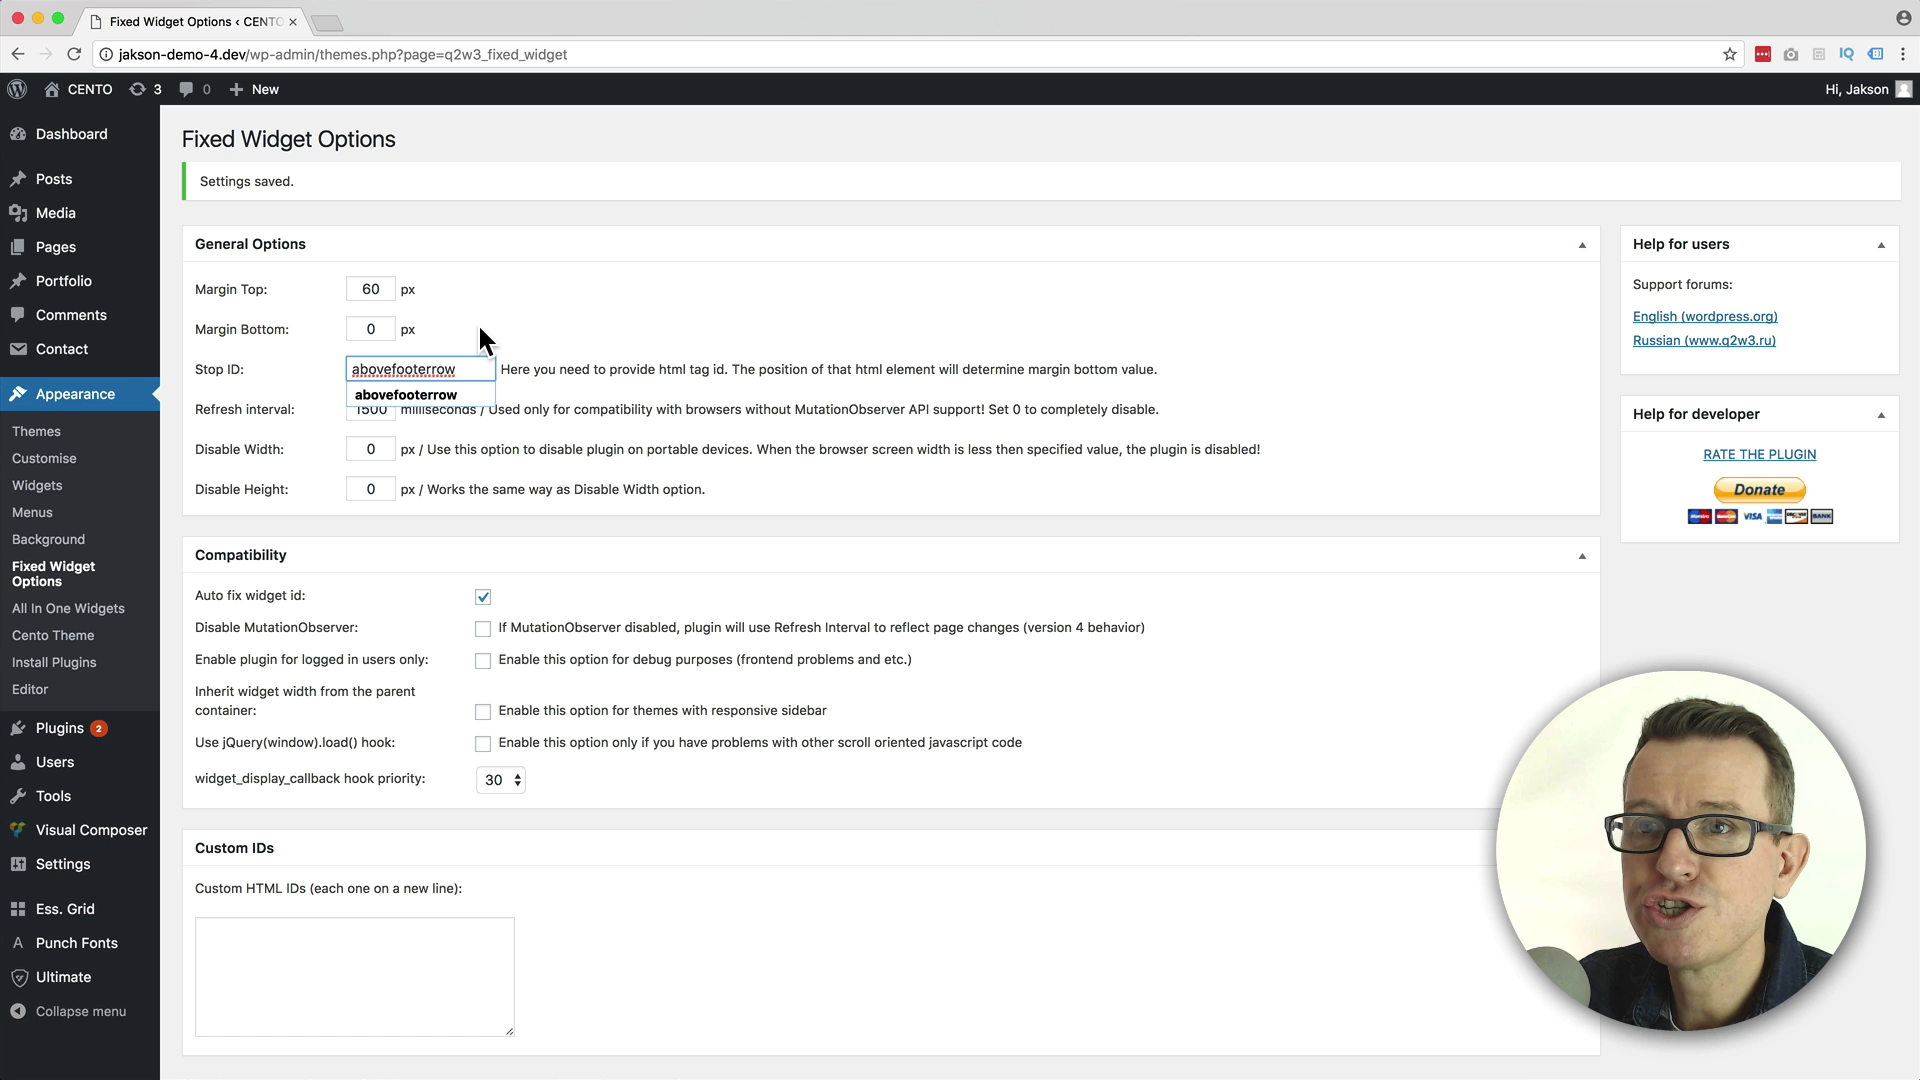 Fixed Widget Options ‹ CENTO
jakson-demo-4.dev/wp-admin/themes.php?page=q2w3_fixed_widget
CENTO
3
0
New
Hi, Jakson
Dashboard
Posts
Media
Pages
Portfolio
Comments
Contact
Appearance
Themes
Customise
Widgets
Menus
Background
Fixed Widget
Options
All In One Widgets
Cento Theme
Install Plugins
Editor
Plugins 2
Users
Tools
Visual Composer
Settings
Ess. Grid
Punch Fonts
Ultimate
Collapse menu
Fixed Widget Options
Settings saved.
General Options
Margin Top: 60 px
Margin Bottom: 0 px
Stop ID: abovefooterrow Here you need to provide html tag id. The position of that html element will determine margin bottom value.
abovefooterrow
Refresh interval: 1500 milliseconds / Used only for compatibility with browsers without MutationObserver API support! Set 0 to completely disable.
Disable Width: 0 px / Use this option to disable plugin on portable devices. When the browser screen width is less then specified value, the plugin is disabled!
Disable Height: 0 px / Works the same way as Disable Width option.
Compatibility
Auto fix widget id:
Disable MutationObserver: If MutationObserver disabled, plugin will use Refresh Interval to reflect page changes (version 4 behavior)
Enable plugin for logged in users only: Enable this option for debug purposes (frontend problems and etc.)
Inherit widget width from the parent
container: Enable this option for themes with responsive sidebar
Use jQuery(window).load() hook: Enable this option only if you have problems with other scroll oriented javascript code
widget_display_callback hook priority: 30
Custom IDs
Custom HTML IDs (each one on a new line):
Help for users
Support forums:
English (wordpress.org)
Russian (www.q2w3.ru)
Help for developer
RATE THE PLUGIN
Donate
VISA
BANK